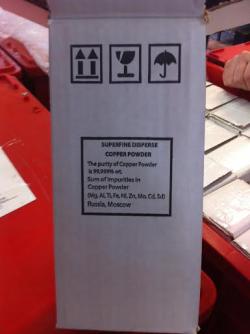 SUPERFINE DISPERSE
COPPER POWDER
The purity of Copper Powder
is 99,999% wt.
Sum of impurities in
Copper Powder
(Mg, Al, Ti, Fe, Ni, Zn, Mo, Cd, Sd)
Russia, Moscow